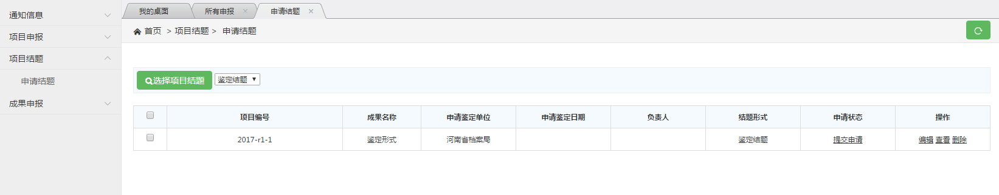 通知信息
项目申报
项目结题
申请结题
成果申报
我的桌面 所有申报 申请结题
首页 > 项目结题 > 申请结题
选择项目结题 鉴定结题
项目编号 成果名称 申请鉴定单位 申请鉴定日期 负责人 结题形式 申请状态 操作
2017-r1-1 鉴定形式 河南省档案局 鉴定结题 提交申请 编辑 查看 删除